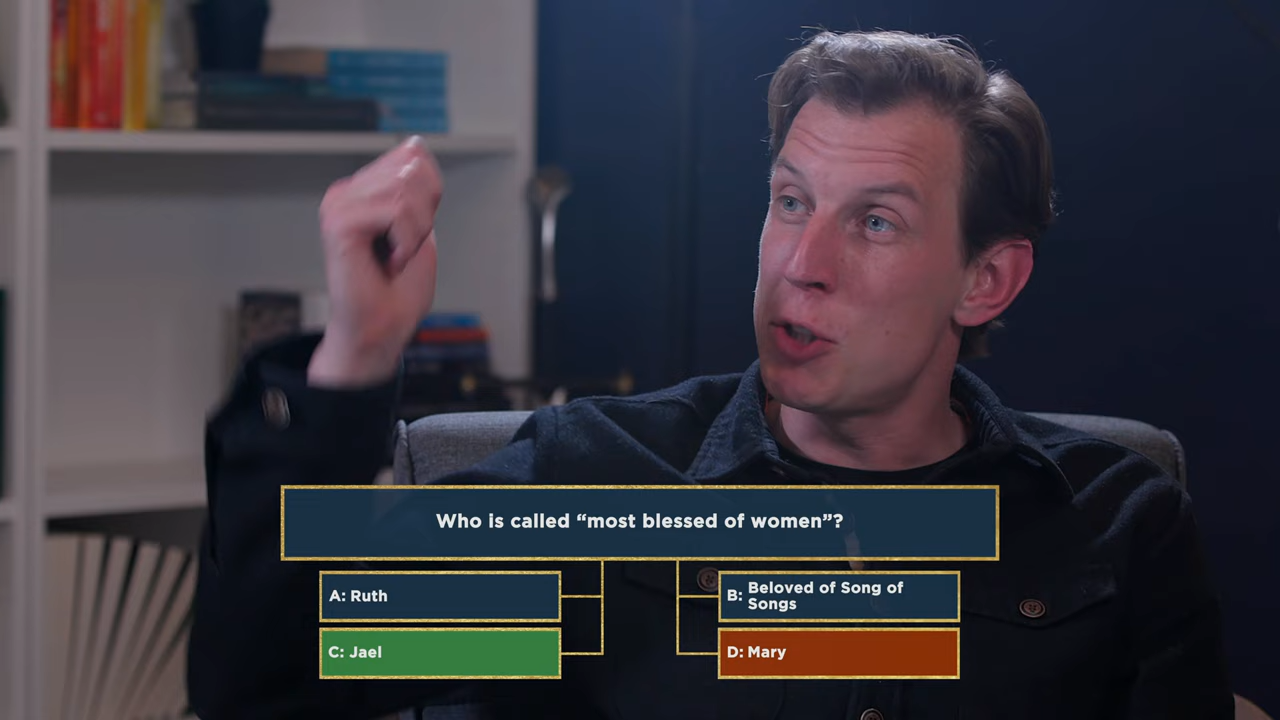 Who is called “most blessed of women”?
A: Ruth
B: Beloved of Song of
Songs
C: Jael
D: Mary